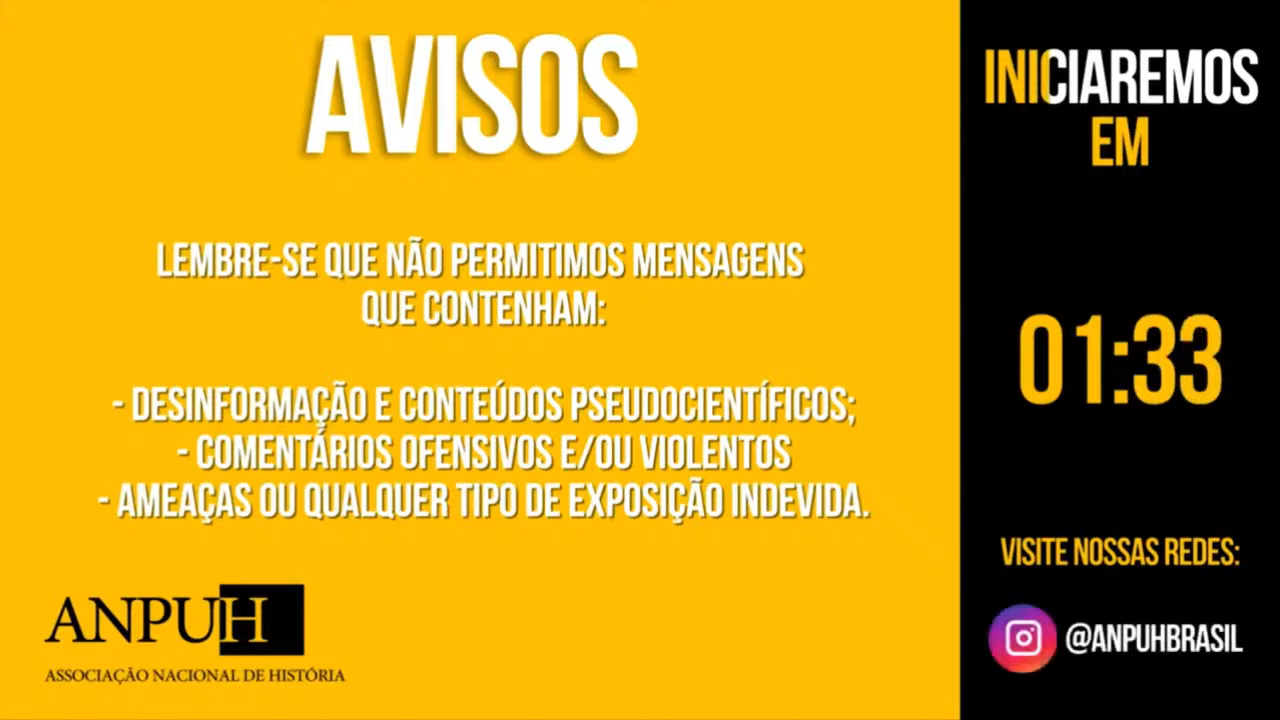 AVISOS
LEMBRE-SE QUE NÃO PERMITIMOS MENSAGENS
QUE CONTENHAM:
- DESINFORMAÇÃO E CONTEÚDOS PSEUDOCIENTÍFICOS;
- COMENTÁRIOS OFENSIVOS E/OU VIOLENTOS
- AMEAÇAS OU QUALQUER TIPO DE EXPOSIÇÃO INDEVIDA.
ANPUH
ASSOCIAÇÃO NACIONAL DE HISTÓRIA
INICIAREMOS
EM
01:33
VISITE NOSSAS REDES:
@ANPUHBRASIL